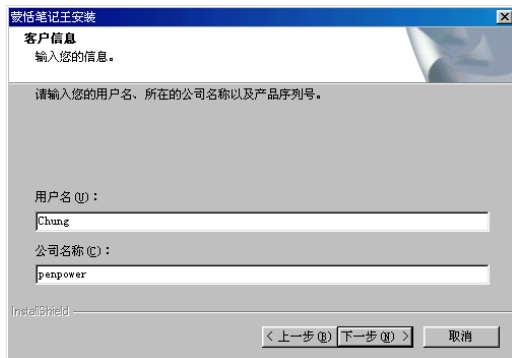 蒙恬笔记王安装
客户信息
输入您的信息。
请输入您的用户名、所在的公司名称以及产品序列号。
用户名(U)：
Chung
公司名称(C)：
penpower
InstallShield
< 上一步(B) 下一步(N) > 取消